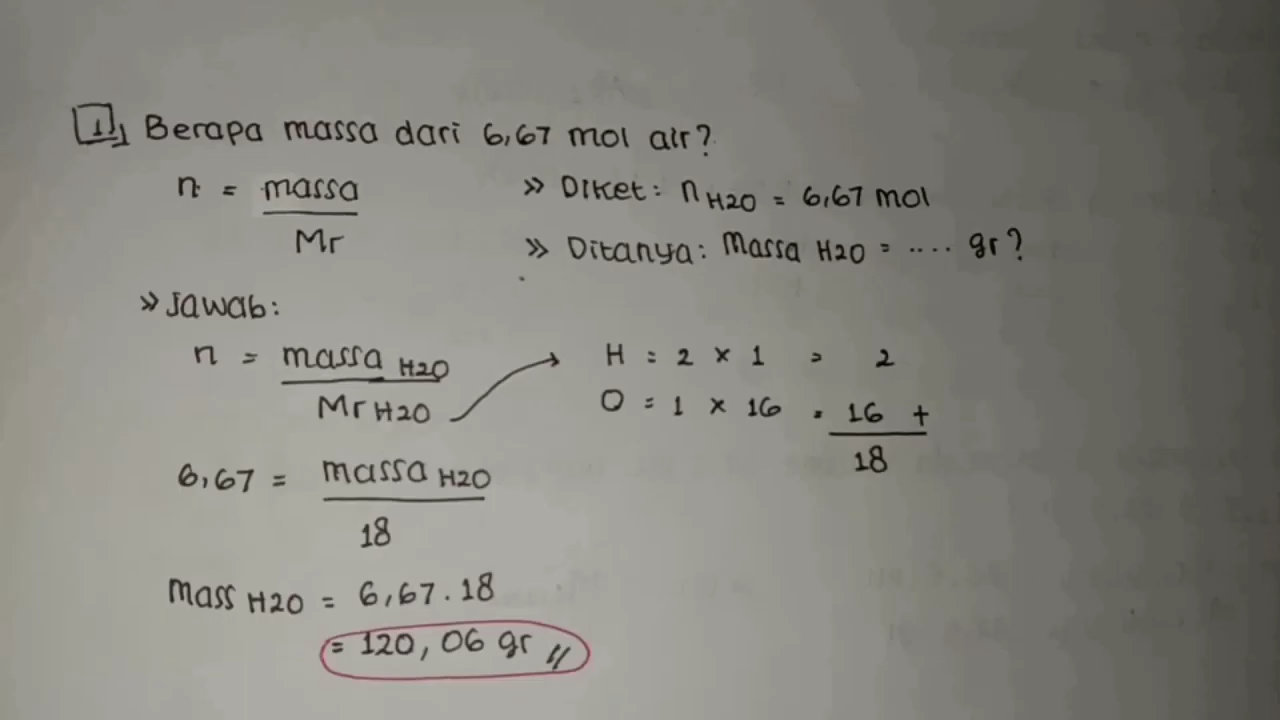 1, Berapa massa dari 6,67 mol air?
n = massa / Mr
» Diket: n H2O = 6,67 mol
» Ditanya: Massa H2O = .... gr?
» Jawab:
n = massa H2O / Mr H2O
H = 2 × 1 = 2
O = 1 × 16 = 16 +
18
6,67 = massa H2O / 18
Mass H2O = 6,67 . 18
= 120,06 gr //